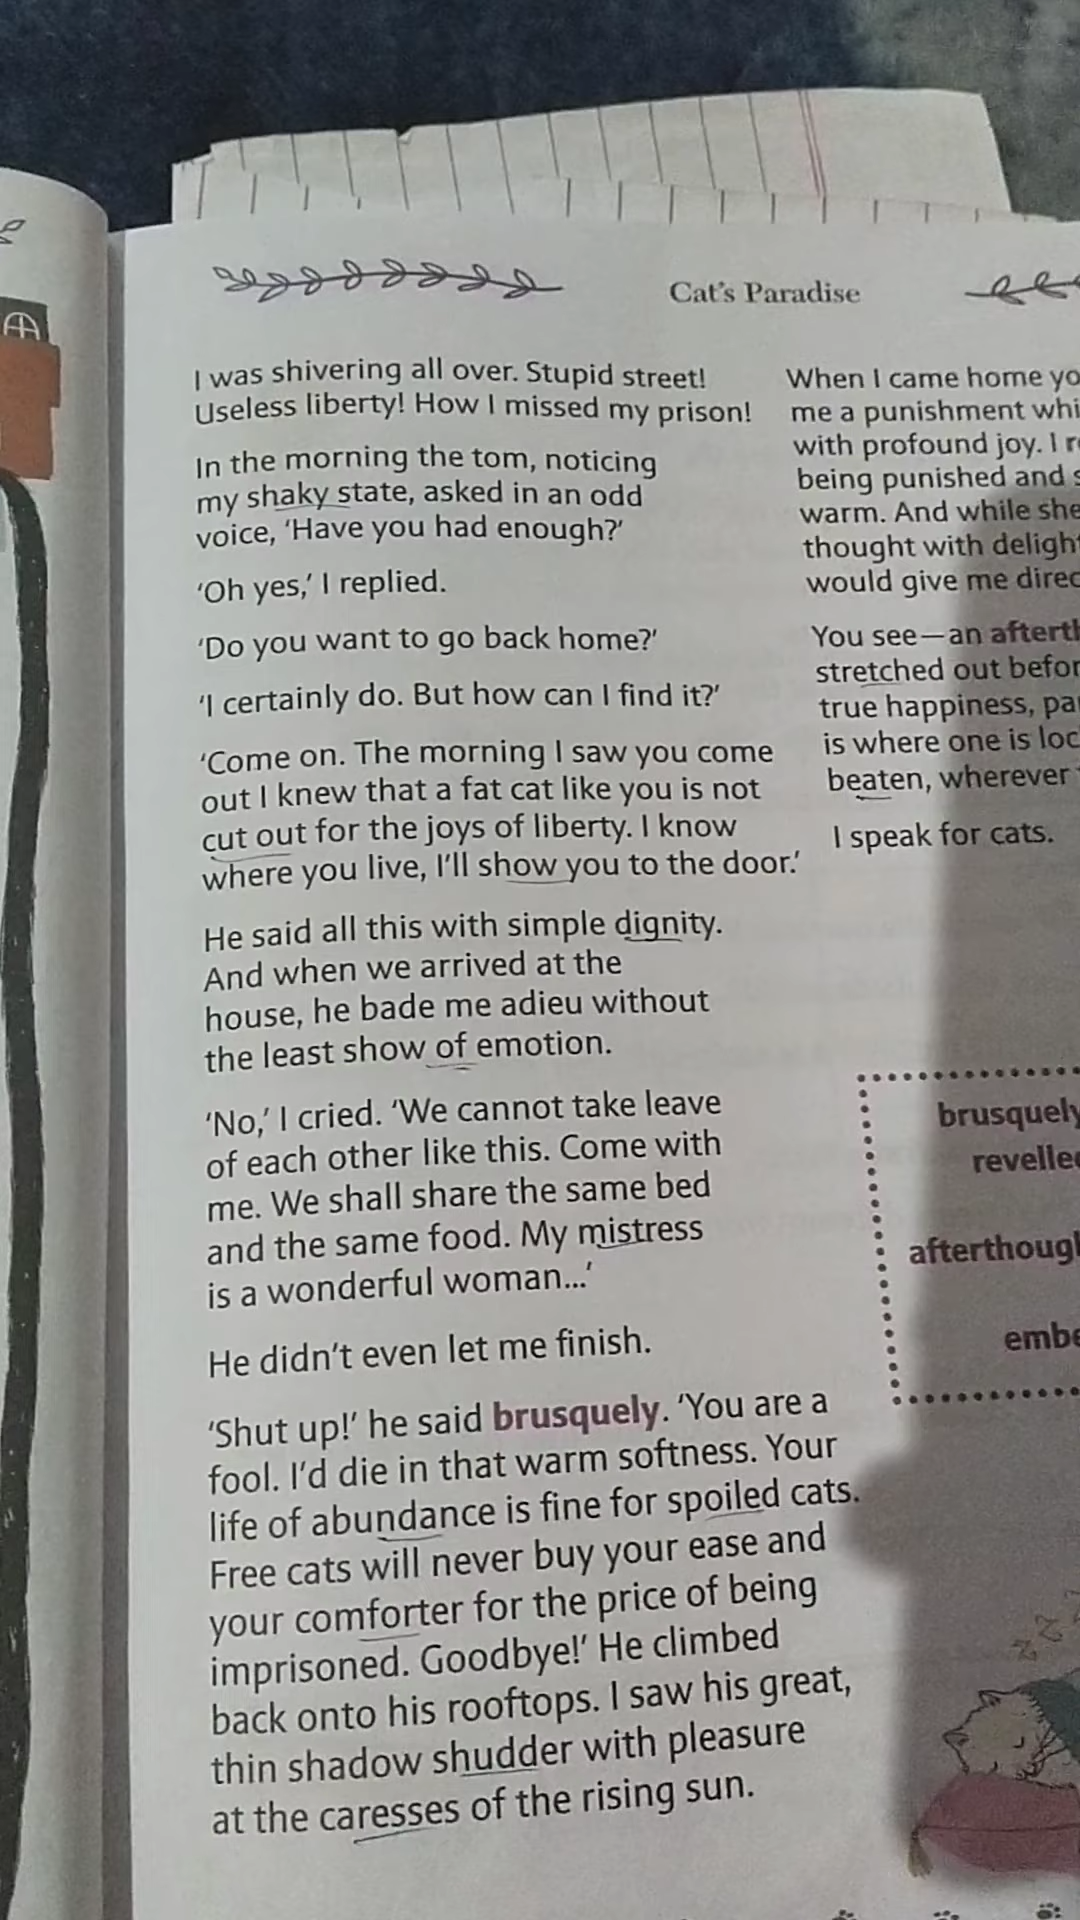 Cat's Paradise
I was shivering all over. Stupid street!
Useless liberty! How I missed my prison!
In the morning the tom, noticing
my shaky state, asked in an odd
voice, ‘Have you had enough?’
‘Oh yes,’ I replied.
‘Do you want to go back home?’
‘I certainly do. But how can I find it?’
‘Come on. The morning I saw you come
out I knew that a fat cat like you is not
cut out for the joys of liberty. I know
where you live, I’ll show you to the door.’
He said all this with simple dignity.
And when we arrived at the
house, he bade me adieu without
the least show of emotion.
‘No,’ I cried. ‘We cannot take leave
of each other like this. Come with
me. We shall share the same bed
and the same food. My mistress
is a wonderful woman...’
He didn’t even let me finish.
‘Shut up!’ he said brusquely. ‘You are a
fool. I’d die in that warm softness. Your
life of abundance is fine for spoiled cats.
Free cats will never buy your ease and
your comforter for the price of being
imprisoned. Goodbye!’ He climbed
back onto his rooftops. I saw his great,
thin shadow shudder with pleasure
at the caresses of the rising sun.
When I came home
me a punishment
with profound joy. I
being punished and
warm. And while she
thought with
would give me
You see—an
stretched out
true happiness,
is where one is
beaten, wherever
I speak for cats.
brusquely
z z z